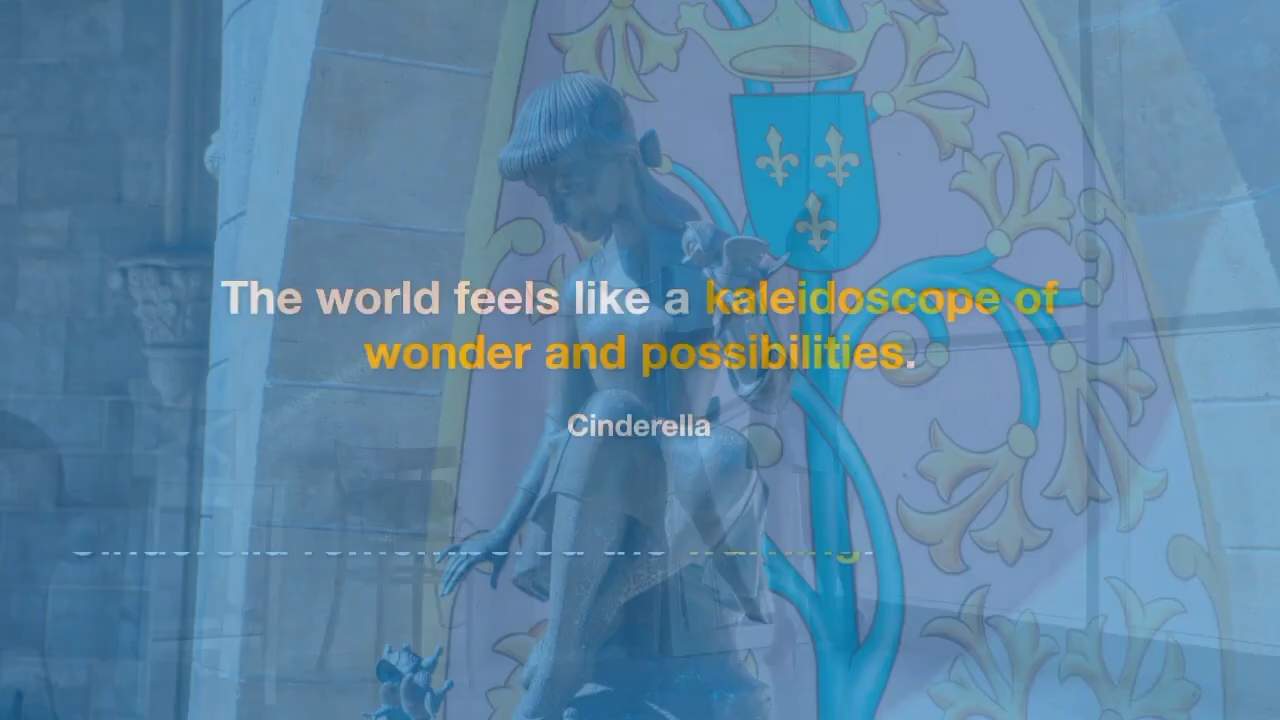 The world feels like a kaleidoscope of
wonder and possibilities.
Cinderella